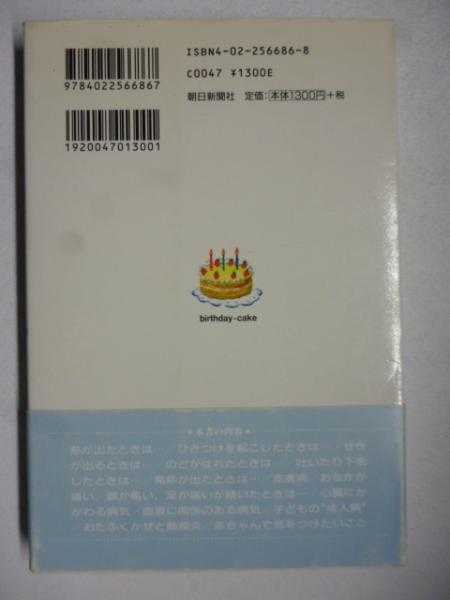 ISBN4-02-256686-8
C0047 ¥1300E
9784022566867
朝日新聞社 定価:本体1300円+税
1920047013001
birthday-cake
*本書の内容*
熱が出たときは…/ひきつけを起こしたときは…/せき
が出るときは…/のどがはれたときは…/吐いたり下痢
したときは…/発疹が出たときは…/皮膚病/おなかが
痛い、頭が痛い、足が痛いが続いたときは…/心臓にか
かわる病気/血液に関係のある病気/子どもの"成人病"
/おたふくかぜと髄膜炎/赤ちゃんで気をつけたいこと